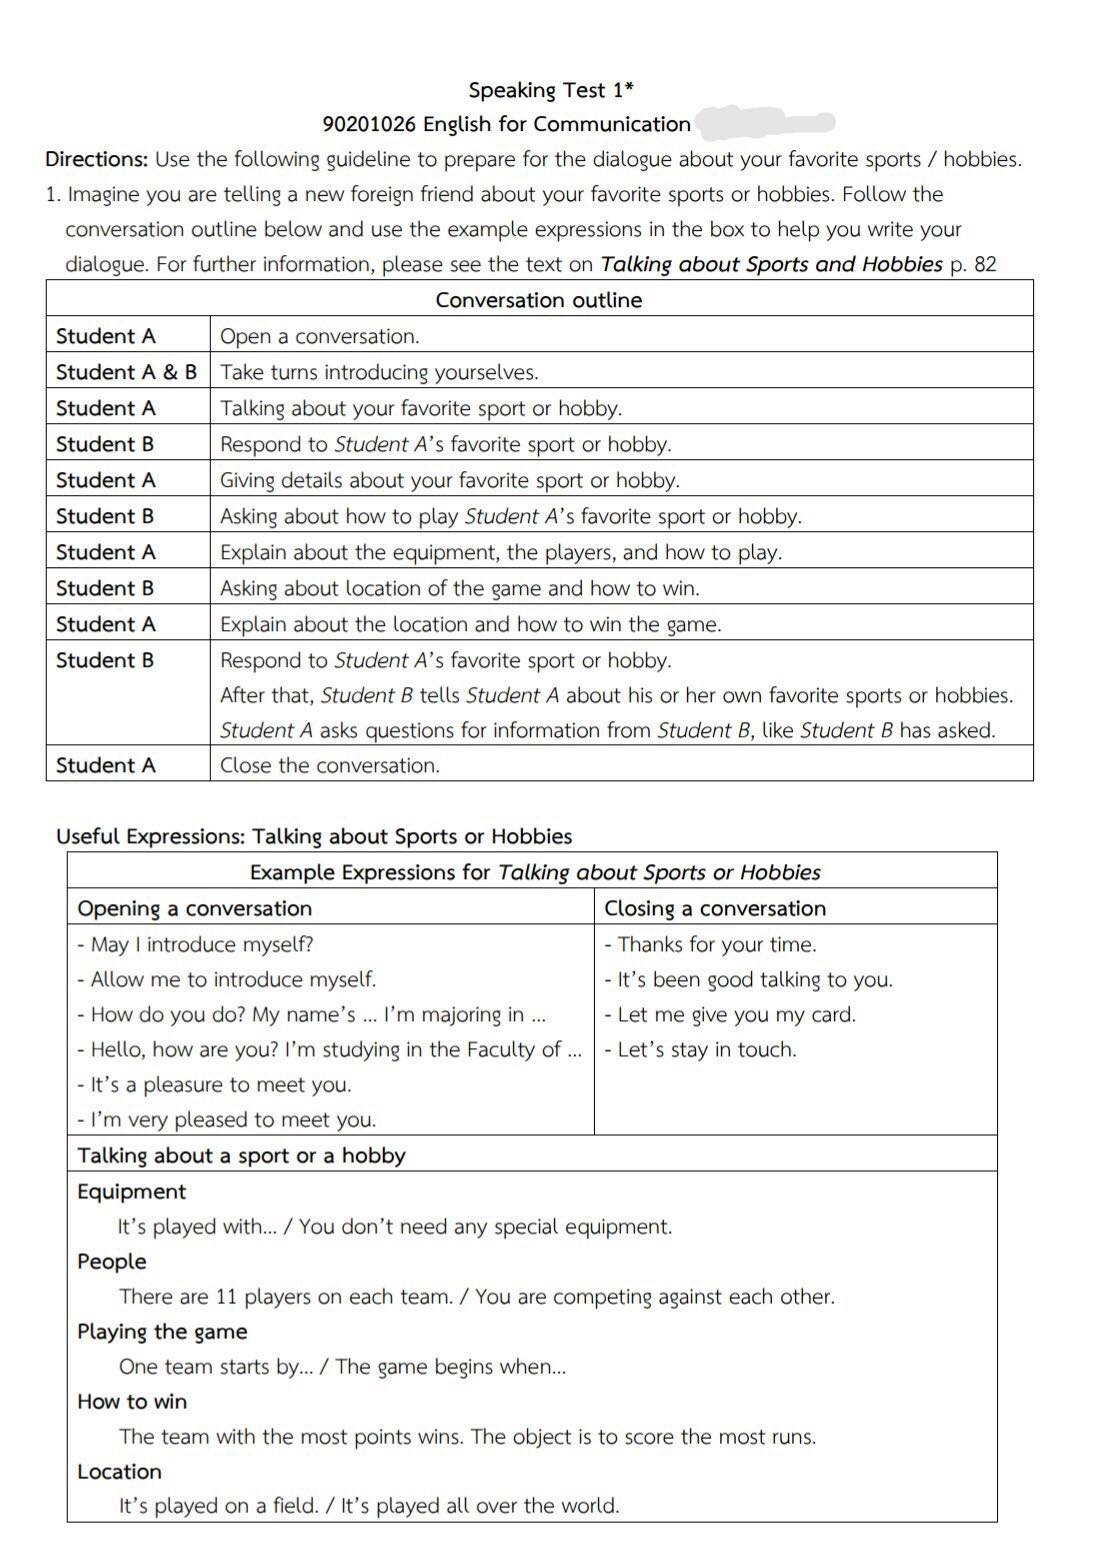 Speaking Test 1*
90201026 English for Communication
Directions: Use the following guideline to prepare for the dialogue about your favorite sports / hobbies.
1. Imagine you are telling a new foreign friend about your favorite sports or hobbies. Follow the
conversation outline below and use the example expressions in the box to help you write your
dialogue. For further information, please see the text on Talking about Sports and Hobbies p. 82
Conversation outline
Student A Open a conversation.
Student A & B Take turns introducing yourselves.
Student A Talking about your favorite sport or hobby.
Student B Respond to Student A's favorite sport or hobby.
Student A Giving details about your favorite sport or hobby.
Student B Asking about how to play Student A's favorite sport or hobby.
Student A Explain about the equipment, the players, and how to play.
Student B Asking about location of the game and how to win.
Student A Explain about the location and how to win the game.
Student B Respond to Student A's favorite sport or hobby.
After that, Student B tells Student A about his or her own favorite sports or hobbies.
Student A asks questions for information from Student B, like Student B has asked.
Student A Close the conversation.
Useful Expressions: Talking about Sports or Hobbies
Example Expressions for Talking about Sports or Hobbies
Opening a conversation
- May I introduce myself?
- Allow me to introduce myself.
- How do you do? My name's ... I'm majoring in ...
- Hello, how are you? I'm studying in the Faculty of ...
- It's a pleasure to meet you.
- I'm very pleased to meet you.
Closing a conversation
- Thanks for your time.
- It's been good talking to you.
- Let me give you my card.
- Let's stay in touch.
Talking about a sport or a hobby
Equipment
It's played with... / You don't need any special equipment.
People
There are 11 players on each team. / You are competing against each other.
Playing the game
One team starts by... / The game begins when...
How to win
The team with the most points wins. The object is to score the most runs.
Location
It's played on a field. / It's played all over the world.